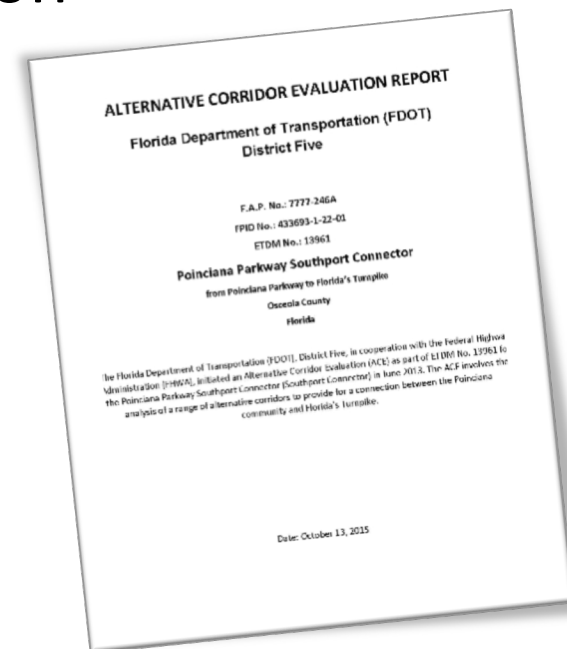 ALTERNATIVE CORRIDOR EVALUATION REPORT
Florida Department of Transportation (FDOT)
District Five
F.A.P. No.: 7777-246A
FPID No.: 433693-1-22-01
ETDM No.: 13961
Poinciana Parkway Southport Connector
from Poinciana Parkway to Florida's Turnpike
Osceola County
Florida
he Florida Department of Transportation (FDOT), District Five, in cooperation with the Federal Highwa
Administration (FHWA), initiated an Alternative Corridor Evaluation (ACE) as part of ETDM No. 13961 fo
the Poinciana Parkway Southport Connector (Southport Connector) in June 2013. The ACE involves the
analysis of a range of alternative corridors to provide for a connection between the Poinciana
community and Florida's Turnpike.
Date: October 13, 2015